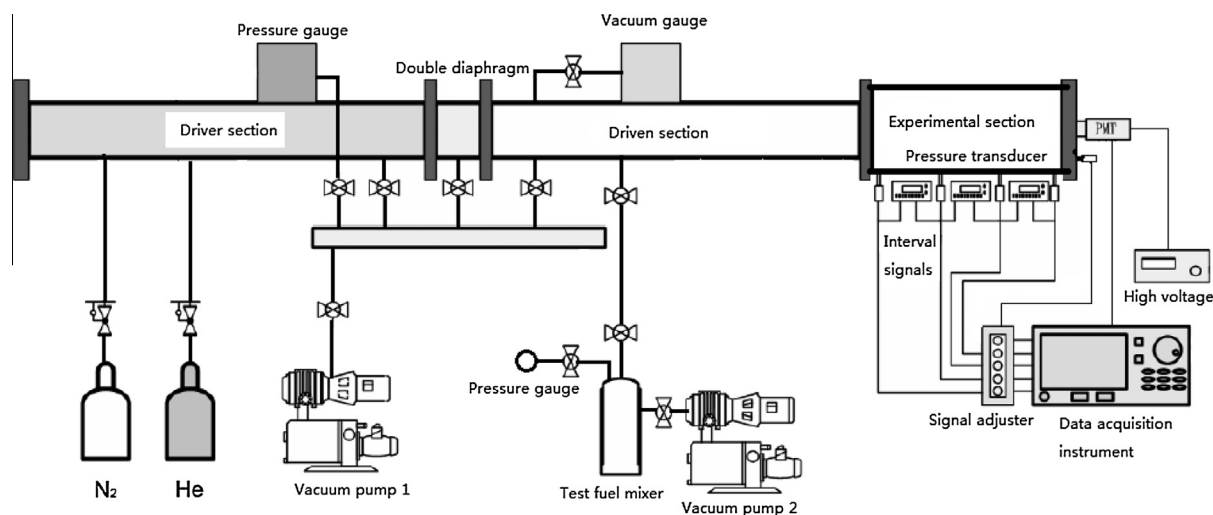 Vacuum gauge
Pressure gauge
Double diaphragm
Driver section
Driven section
Experimental section
Pressure transducer
PMT
Interval
signals
High voltage
Pressure gauge
Signal adjuster
Data acquisition
instrument
N2
He
Vacuum pump 1
Test fuel mixer
Vacuum pump 2